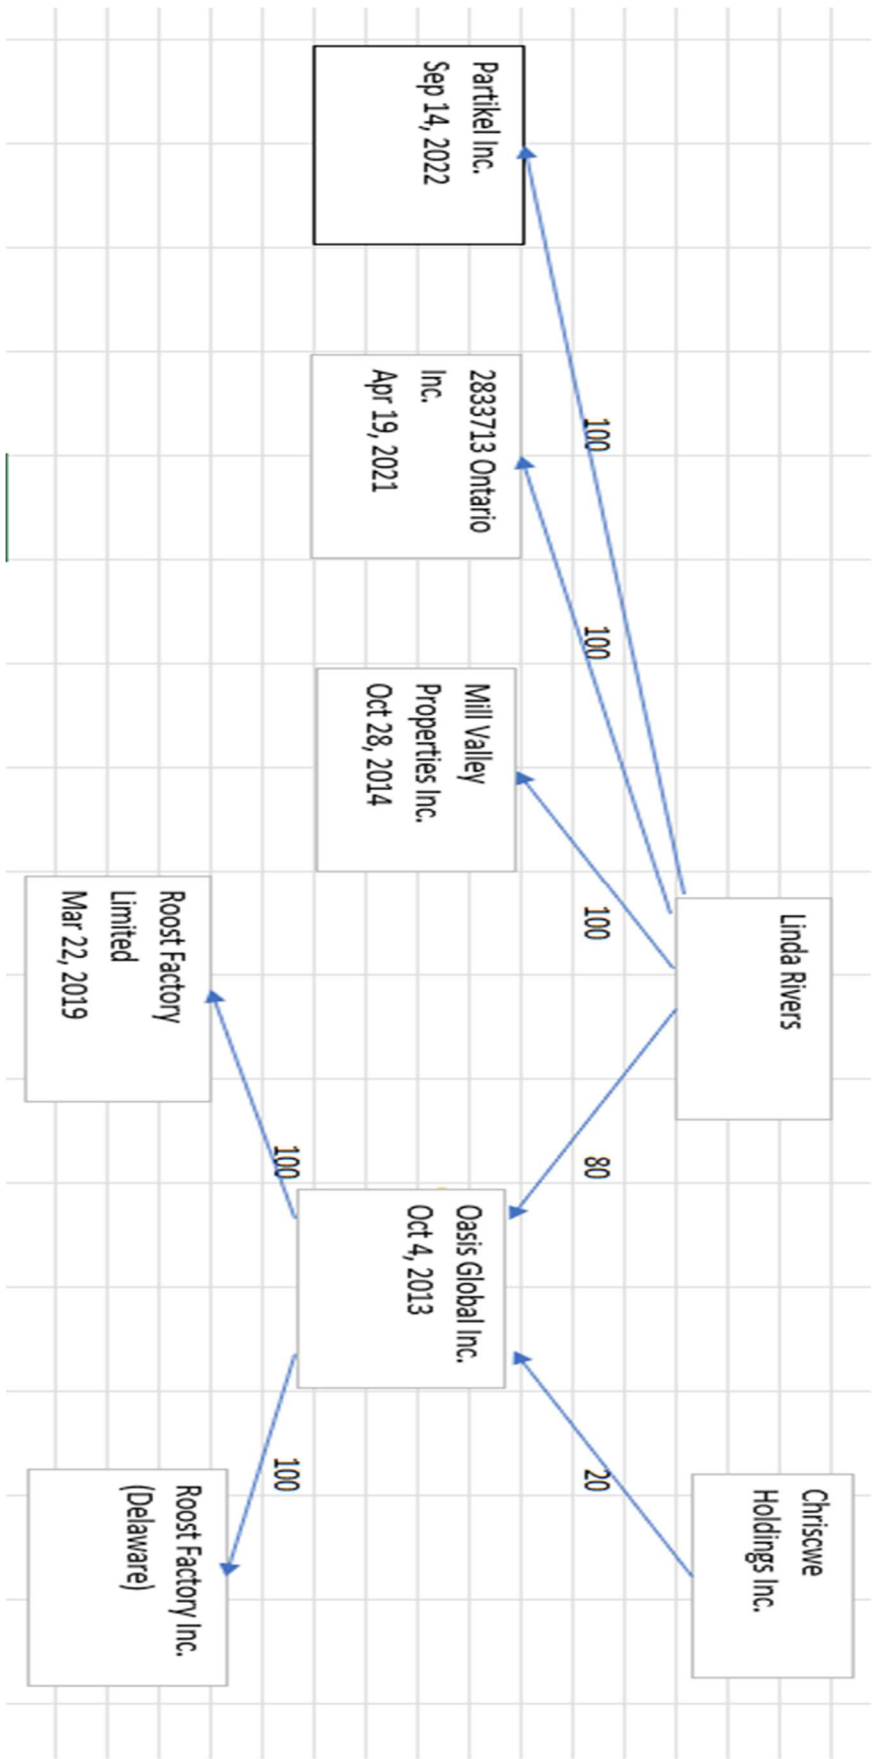 Linda Rivers
Chriscwe
Holdings Inc.
100
100
100
80
20
Partikel Inc.
Sep 14, 2022
2833713 Ontario
Inc.
Apr 19, 2021
Mill Valley
Properties Inc.
Oct 28, 2014
Oasis Global Inc.
Oct 4, 2013
100
100
Roost Factory
Limited
Mar 22, 2019
Roost Factory Inc.
(Delaware)